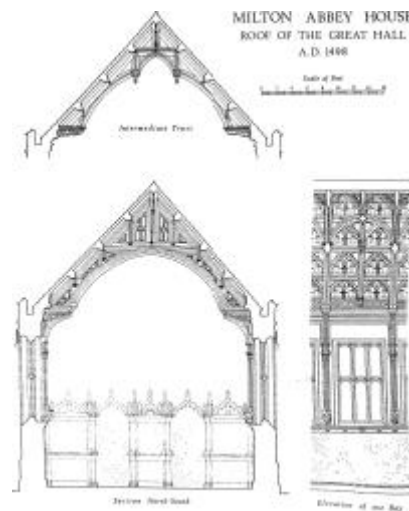 MILTON ABBEY HOUSE
ROOF OF THE GREAT HALL
A.D. 1498
Scale of Feet
Intermediate Truss
Section
Elevation of one Bay